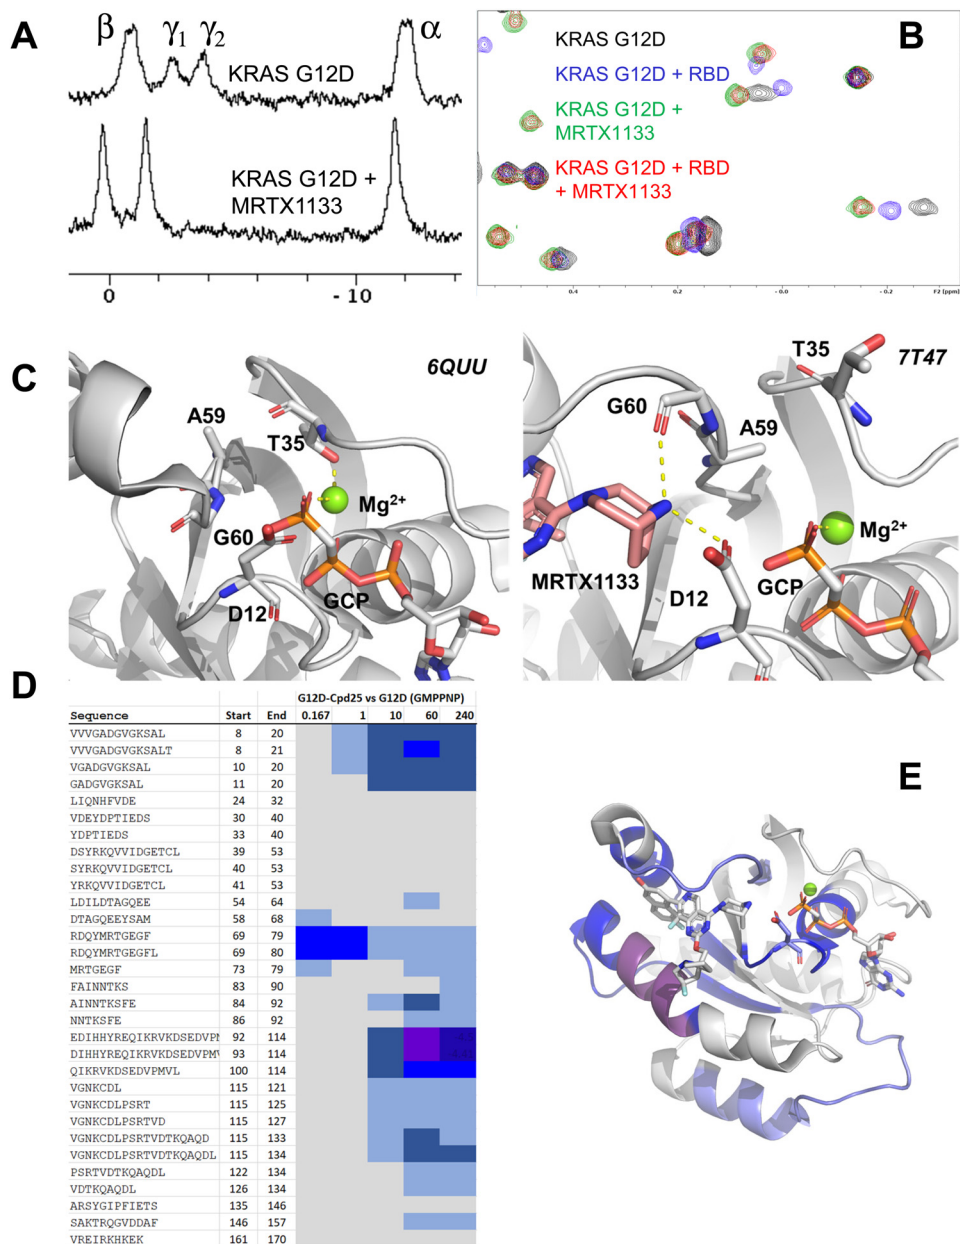 A
β γ1 γ2 α
KRAS G12D
KRAS G12D +
MRTX1133
0 - 10
B
KRAS G12D
KRAS G12D + RBD
KRAS G12D +
MRTX1133
KRAS G12D + RBD
+ MRTX1133
0.4 0.2 - 0.0 - 0.2 F2 [ppm]
C
6QUU
A59
T35
Mg2+
G60
D12
GCP
7T47
T35
G60
A59
Mg2+
MRTX1133
D12
GCP
D
G12D-Cpd25 vs G12D (GMPPNP)
Sequence Start End 0.167 1 10 60 240
VVVGADGVGKSAL 8 20
VVVGADGVGKSALT 8 21
VGADGVGKSAL 10 20
GADGVGKSAL 11 20
LIQNHFVDE 24 32
VDEYDPTIEDS 30 40
YDPTIEDS 33 40
DSYRKQVVIDGETCL 39 53
SYRKQVVIDGETCL 40 53
YRKQVVIDGETCL 41 53
LDILDTAGQEE 54 64
DTAGQEEYSAM 58 68
RDQYMRTGEGF 69 79
RDQYMRTGEGFL 69 80
MRTGEGF 73 79
FAINNTKS 83 90
AINNTKSFE 84 92
NNTKSFE 86 92
EDIHHYREQIKRVKDSEDVPM 92 114
DIHHYREQIKRVKDSEDVPM 93 114
QIKRVKDSEDVPMVL 100 114
VGNKCDL 115 121
VGNKCDLPSRT 115 125
VGNKCDLPSRTVD 115 127
VGNKCDLPSRTVDTKQAQD 115 133
VGNKCDLPSRTVDTKQAQDL 115 134
PSRTVDTKQAQDL 122 134
VDTKQAQDL 126 134
ARSYGIPFIETS 135 146
SAKTRQGVDDAF 146 157
VREIRKHKEK 161 170
E